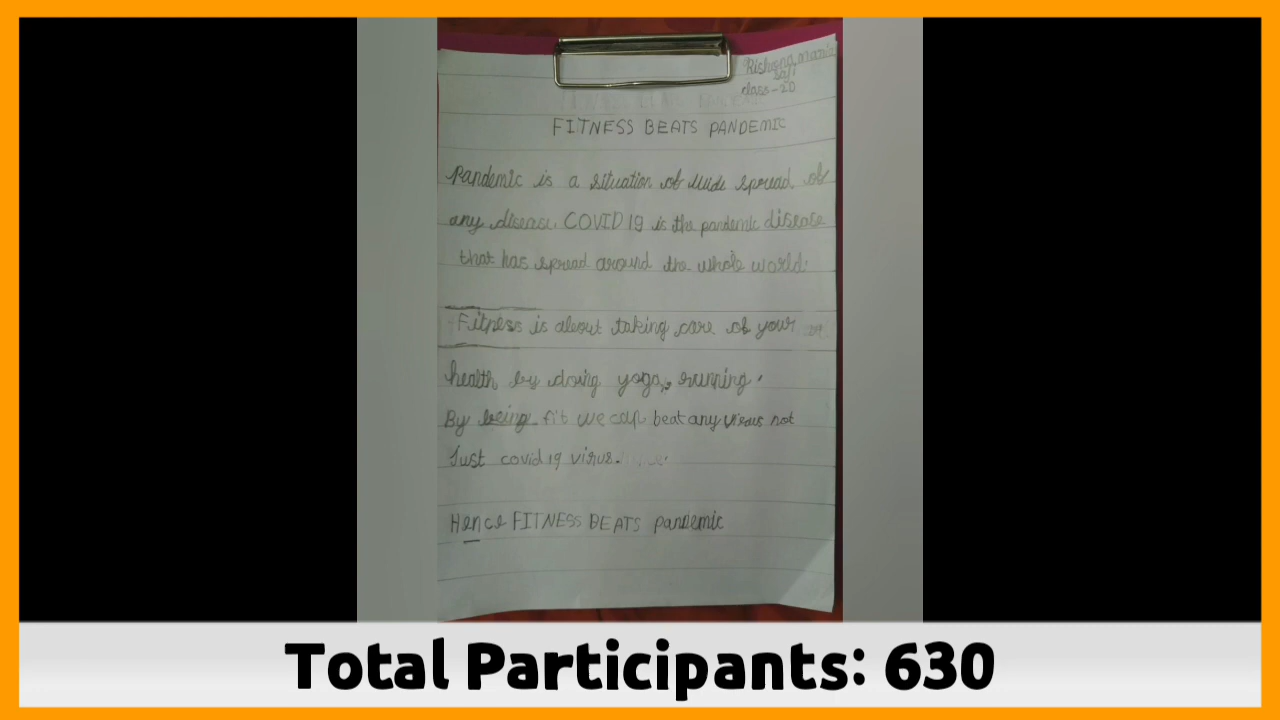 class-2D
FITNESS BEATS PANDEMIC
Pandemic is a situation of wide spread of
any disease. COVID 19 is the pandemic disease
that has spread around the whole world.
Fitness is about taking care of your
health by doing yoga, running.
By being fit we can beat any virus not
Just covid 19 virus.
Hence FITNESS BEATS pandemic
Total Participants: 630